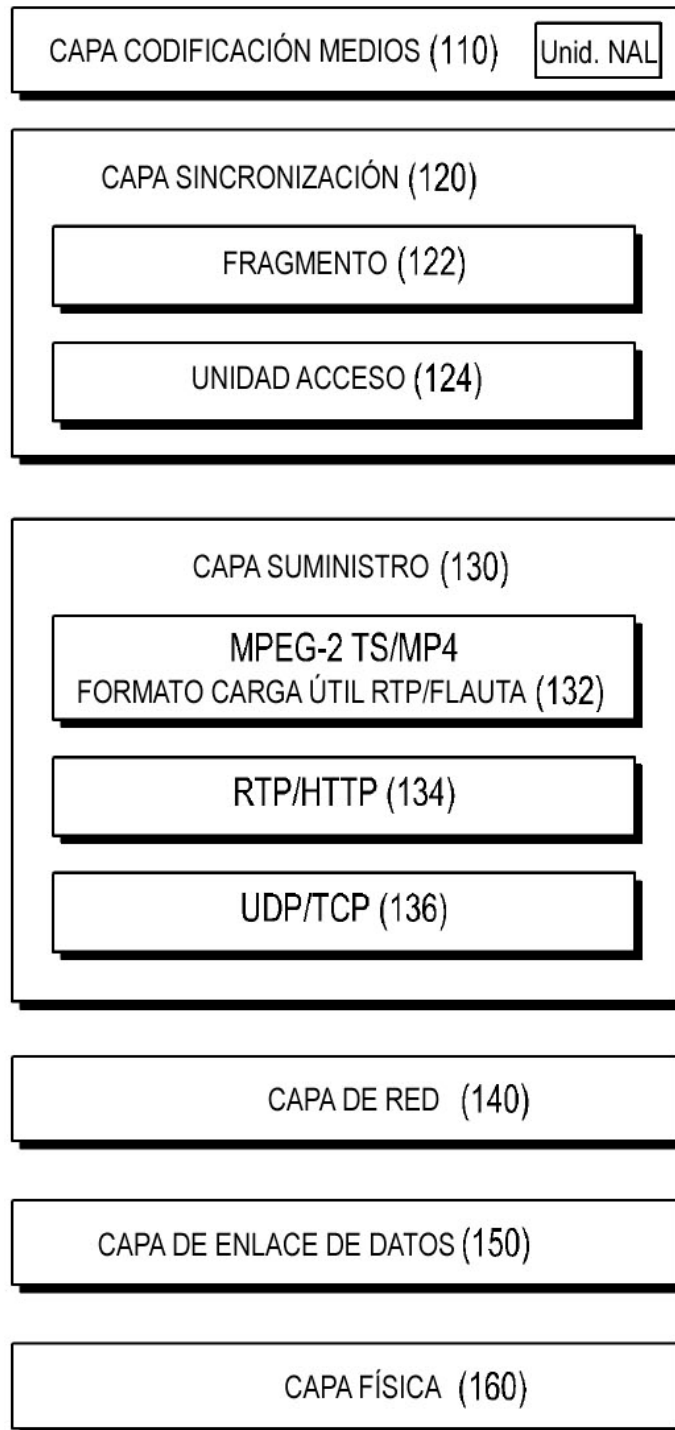 CAPA CODIFICACIÓN MEDIOS (110) Unid. NAL
CAPA SINCRONIZACIÓN (120)
FRAGMENTO (122)
UNIDAD ACCESO (124)
CAPA SUMINISTRO (130)
MPEG-2 TS/MP4
FORMATO CARGA ÚTIL RTP/FLAUTA (132)
RTP/HTTP (134)
UDP/TCP (136)
CAPA DE RED (140)
CAPA DE ENLACE DE DATOS (150)
CAPA FÍSICA (160)